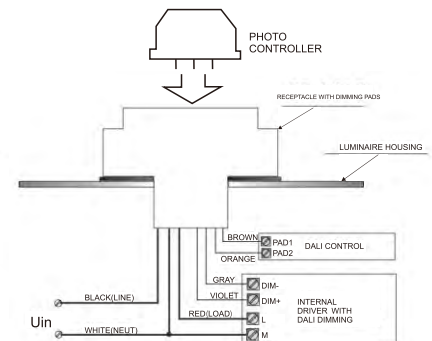 PHOTO
CONTROLLER
RECEPTACLE WITH DIMMING PADS
LUMINAIRE HOUSING
BROWN
PAD1
DALI CONTROL
ORANGE
PAD2
GRAY
DIM-
VIOLET
DIM+
INTERNAL
DRIVER WITH
DALI DIMMING
BLACK(LINE)
RED(LOAD)
L
Uin
WHITE(NEUT)
M